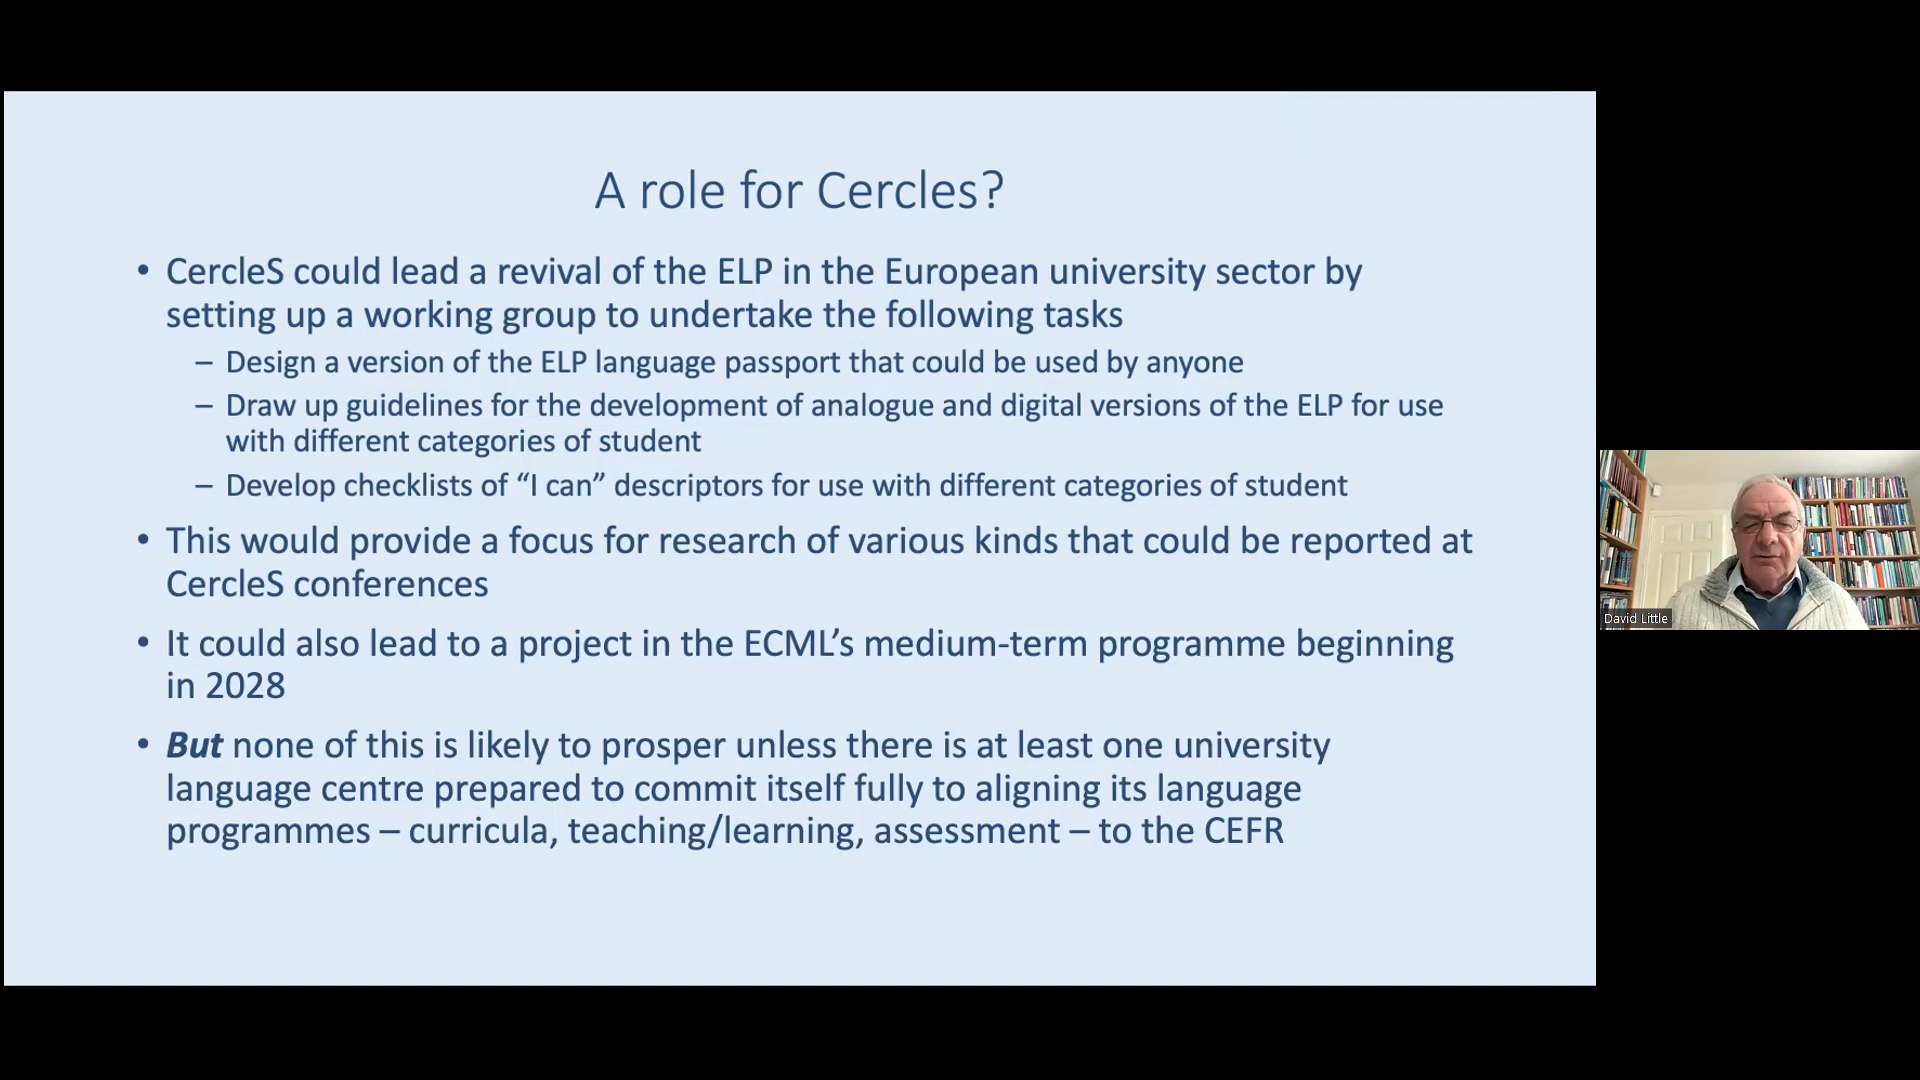 A role for Cercles?
• CercleS could lead a revival of the ELP in the European university sector by
setting up a working group to undertake the following tasks
– Design a version of the ELP language passport that could be used by anyone
– Draw up guidelines for the development of analogue and digital versions of the ELP for use
with different categories of student
– Develop checklists of “I can” descriptors for use with different categories of student
• This would provide a focus for research of various kinds that could be reported at
CercleS conferences
• It could also lead to a project in the ECML’s medium-term programme beginning
in 2028
• But none of this is likely to prosper unless there is at least one university
language centre prepared to commit itself fully to aligning its language
programmes – curricula, teaching/learning, assessment – to the CEFR
David Little